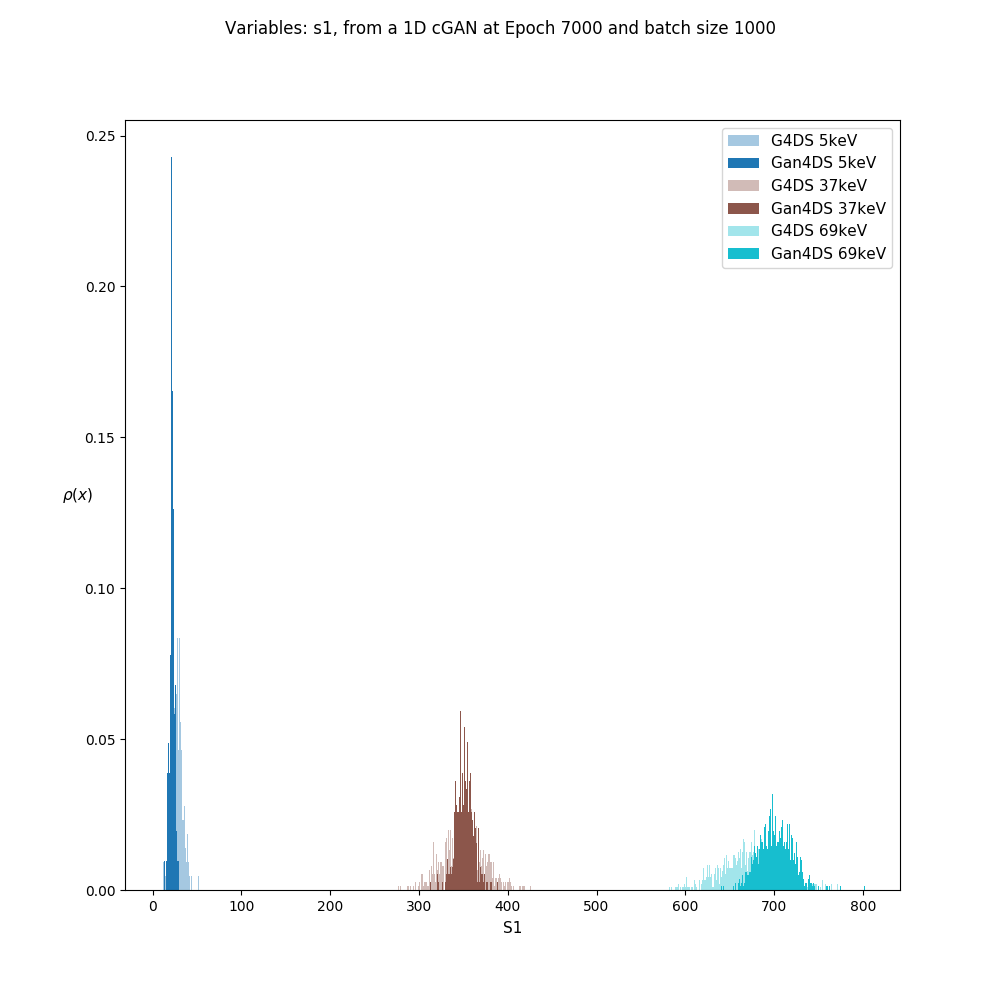 Variables: s1, from a 1D cGAN at Epoch 7000 and batch size 1000
G4DS 5keV
Gan4DS 5keV
G4DS 37keV
Gan4DS 37keV
G4DS 69keV
Gan4DS 69keV
0.25
0.20
0.15
ρ(x)
0.10
0.05
0.00
0 100 200 300 400 500 600 700 800
S1